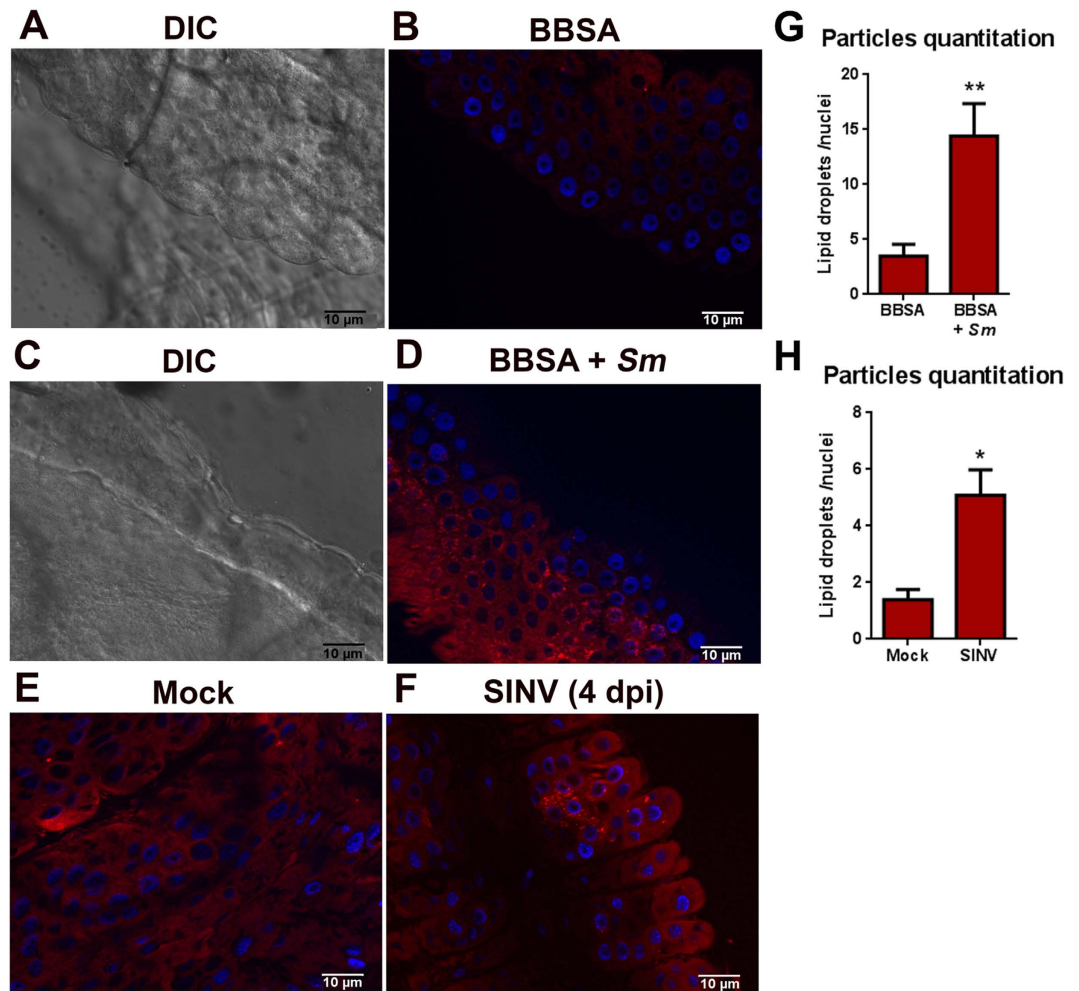 A
DIC
10 µm
B
BBSA
10 µm
C
DIC
10 µm
D
BBSA + Sm
10 µm
E
Mock
10 µm
F
SINV (4 dpi)
10 µm
G
Particles quantitation
Lipid droplets /nuclei
20
15
10
5
0
**
BBSA
BBSA
+ Sm
H
Particles quantitation
Lipid droplets /nuclei
8
6
4
2
0
*
Mock
SINV